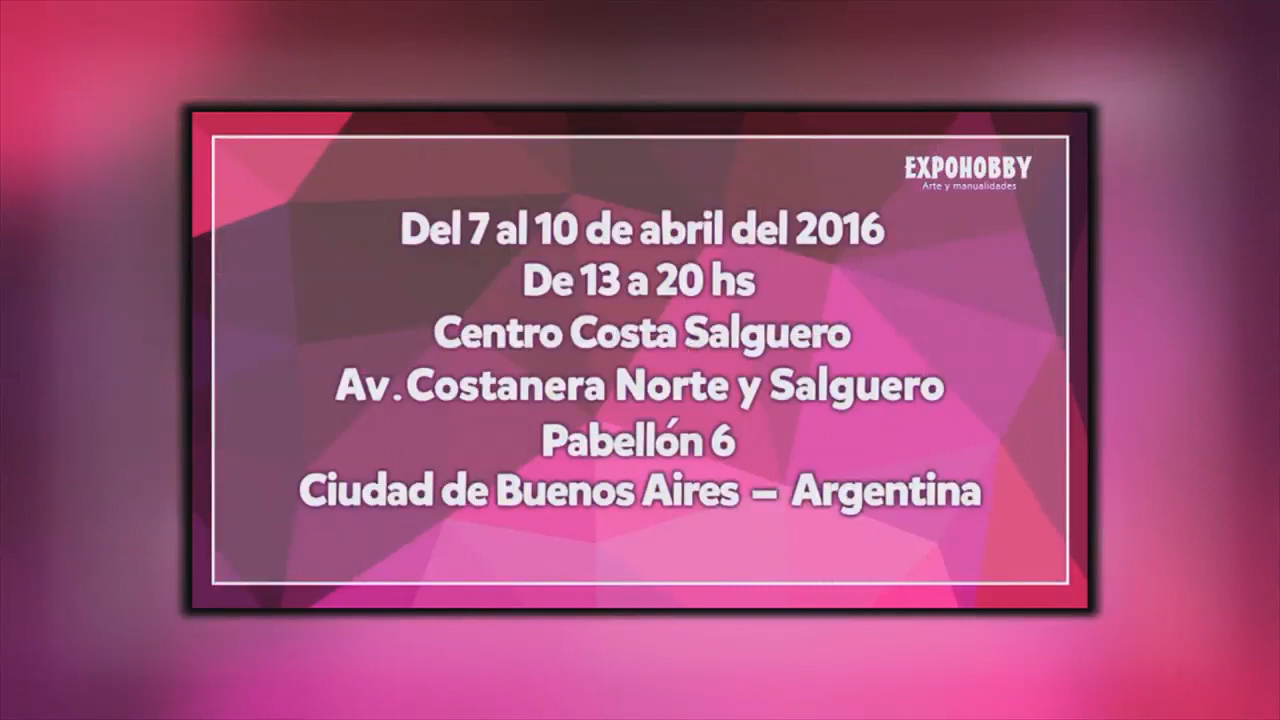 EXPOHOBBY
Arte y manualidades
Del 7 al 10 de abril del 2016
De 13 a 20 hs
Centro Costa Salguero
Av. Costanera Norte y Salguero
Pabellón 6
Ciudad de Buenos Aires – Argentina